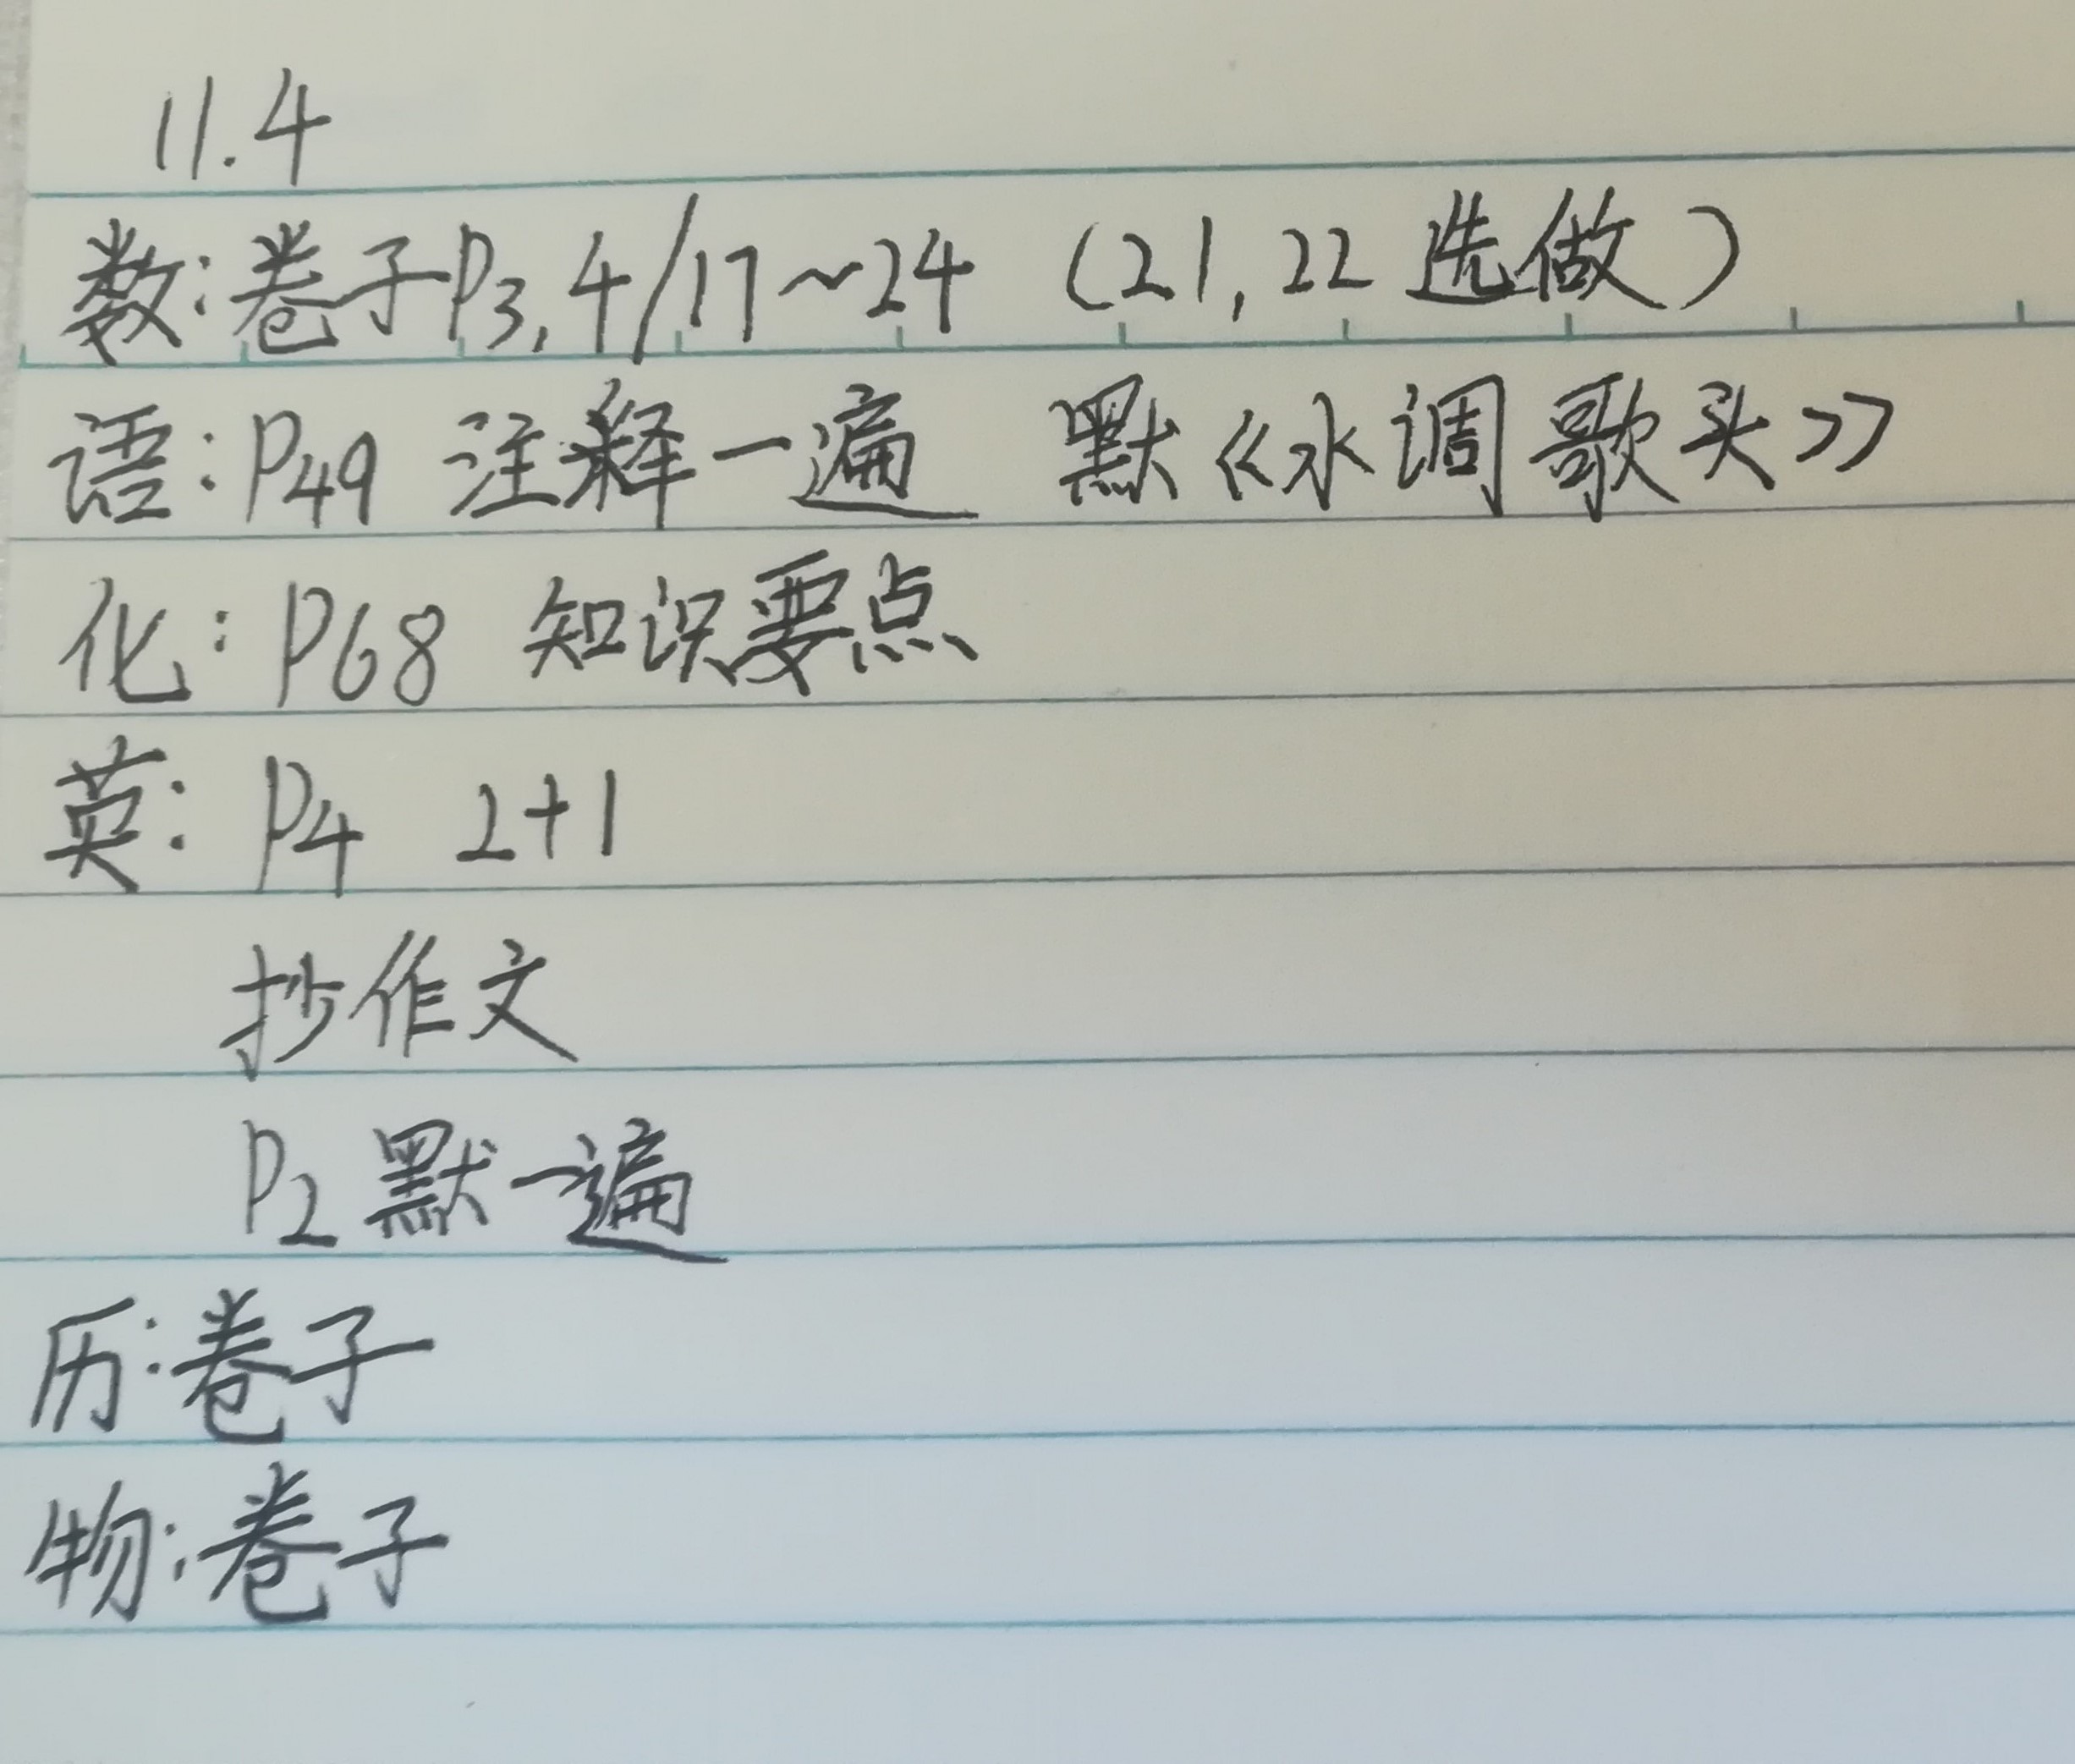 11.4
数:卷子P3,4/17~24 (21,22选做)
语:P49 注释一遍 默《水调歌头》
化:P68 知识要点
英:P4 2+1
抄作文
P2默一遍
历:卷子
物:卷子